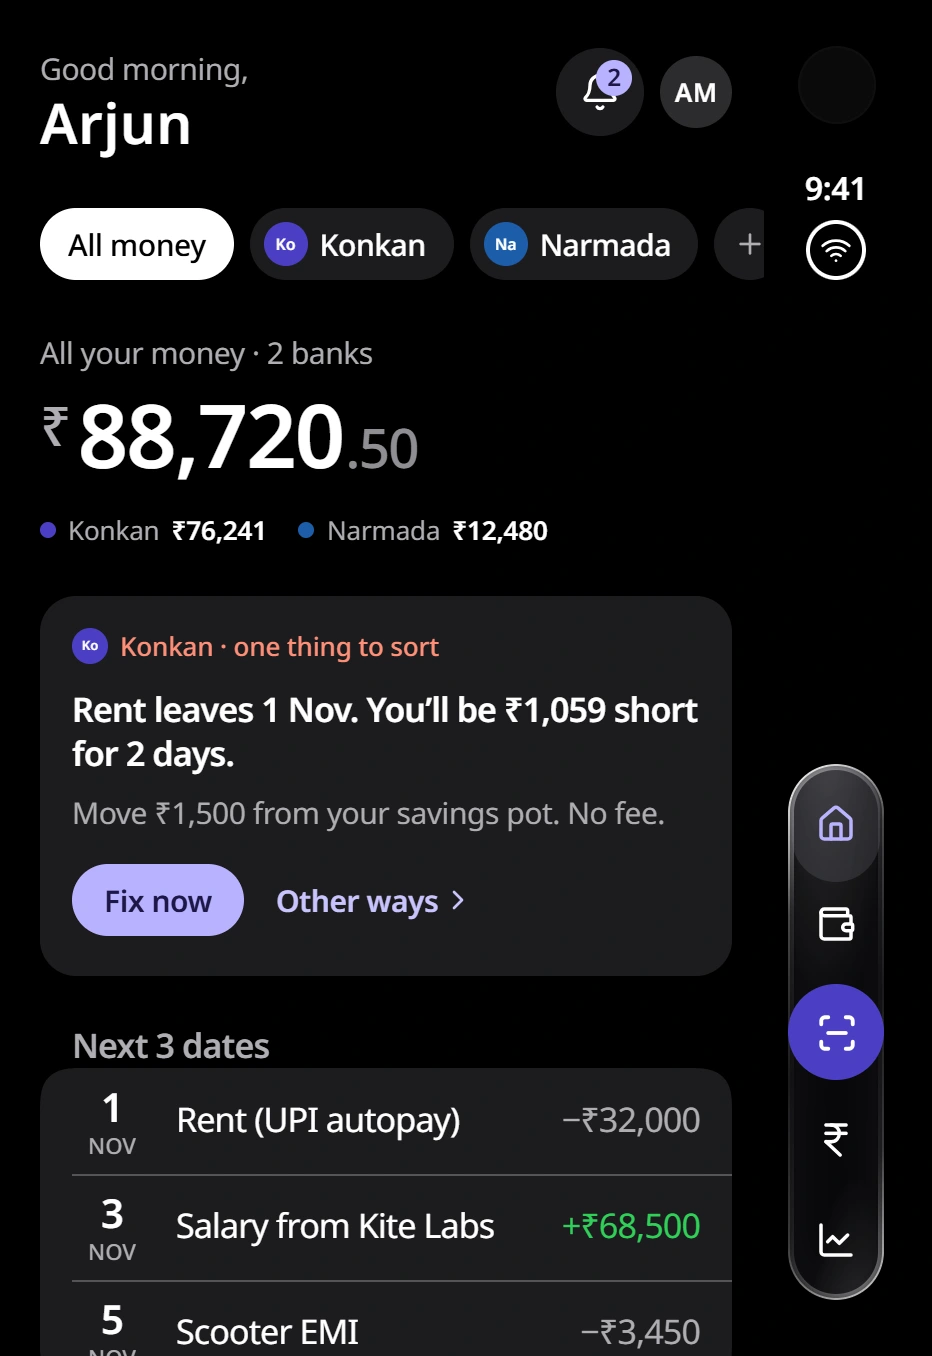 Good morning,
Arjun
2
AM
9:41
All money
Ko Konkan
Na Narmada
All your money · 2 banks
₹88,720.50
Konkan ₹76,241 Narmada ₹12,480
Ko Konkan · one thing to sort
Rent leaves 1 Nov. You’ll be ₹1,059 short
for 2 days.
Move ₹1,500 from your savings pot. No fee.
Fix now
Other ways
Next 3 dates
1 NOV Rent (UPI autopay) −₹32,000
3 NOV Salary from Kite Labs +₹68,500
5 NOV Scooter EMI −₹3,450
₹